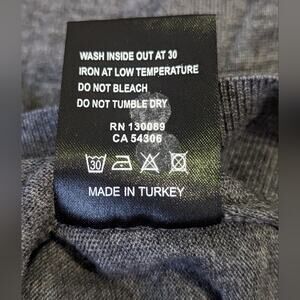 WASH INSIDE OUT AT 30
IRON AT LOW TEMPERATURE
DO NOT BLEACH
DO NOT TUMBLE DRY
RN 130089
CA 54306
30
MADE IN TURKEY